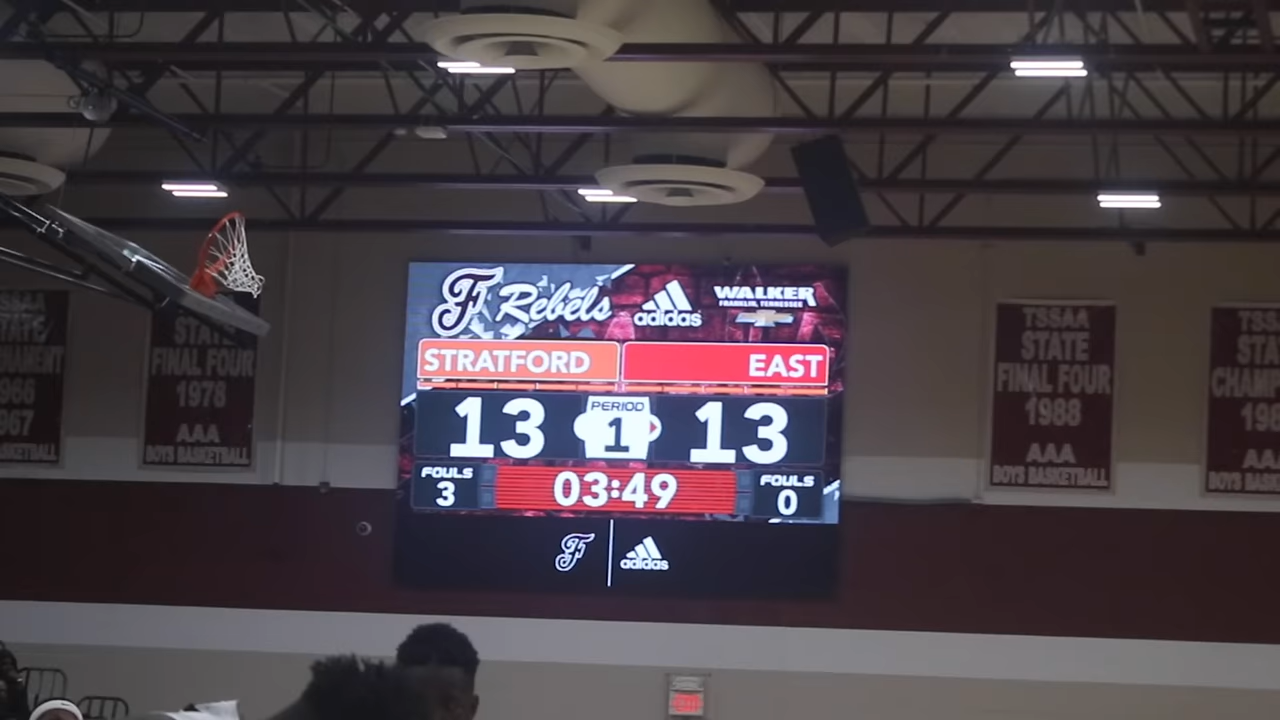 F Rebels
adidas
WALKER
FRANKLIN, TENNESSEE
STRATFORD
EAST
13
PERIOD
1
13
FOULS
3
03:49
FOULS
0
F
adidas
STATE
FINAL FOUR
1978
AAA
BOYS BASKETBALL
TSSAA
STATE
FINAL FOUR
1988
AAA
BOYS BASKETBALL